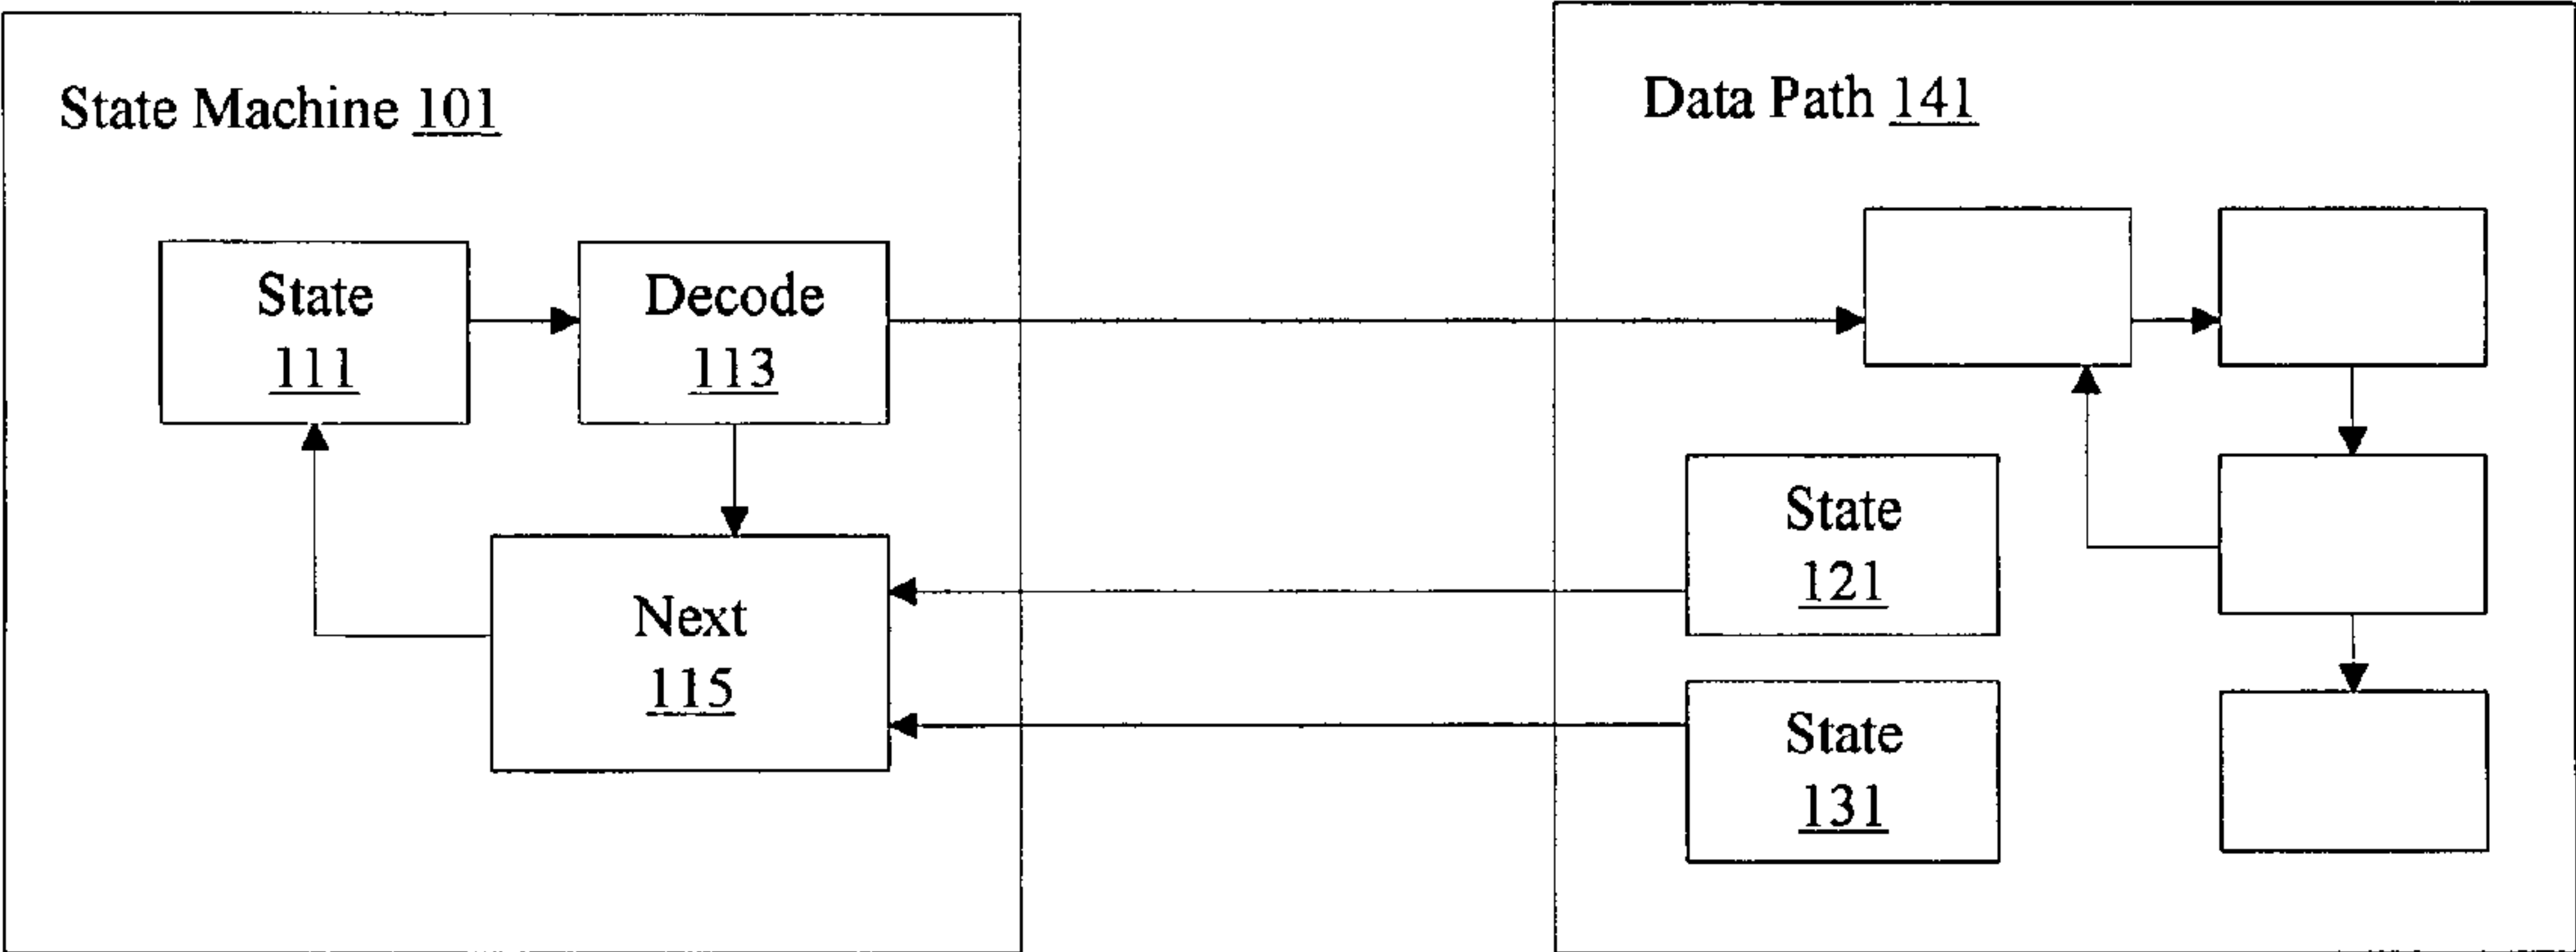 State Machine 101
Data Path 141
State
111
Decode
113
Next
115
State
121
State
131